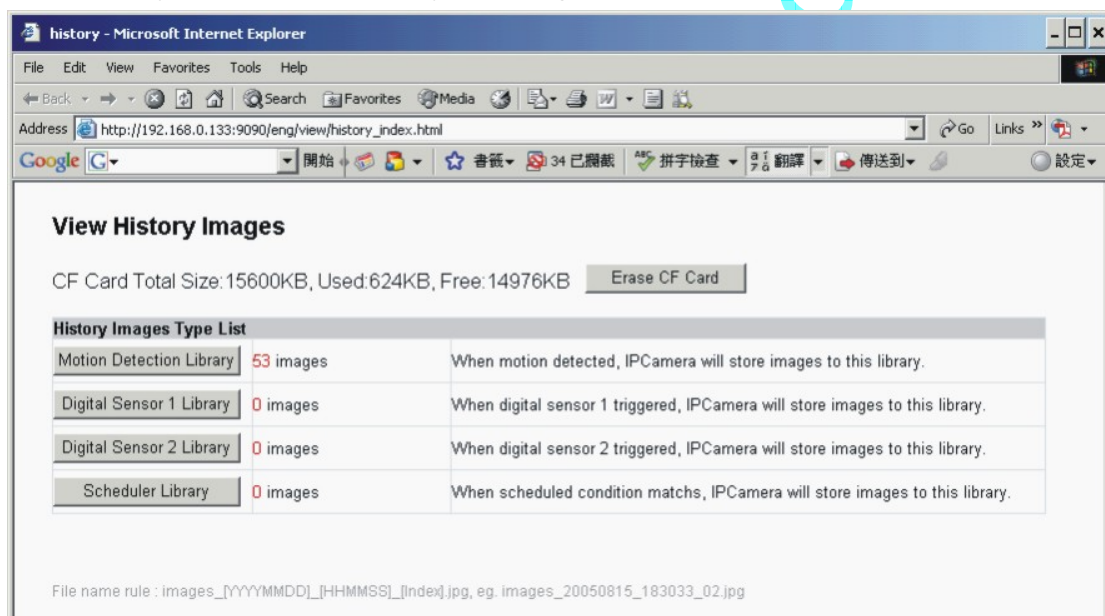 history - Microsoft Internet Explorer
File Edit View Favorites Tools Help
Back Search Favorites Media
Address http://192.168.0.133:9090/eng/view/history_index.html Go Links »
Google G 開始 書籤 34 已攔截 ABC 拼字檢查 翻譯 傳送到 設定
View History Images
CF Card Total Size:15600KB, Used:624KB, Free:14976KB Erase CF Card
History Images Type List
Motion Detection Library 53 images When motion detected, IPCamera will store images to this library.
Digital Sensor 1 Library 0 images When digital sensor 1 triggered, IPCamera will store images to this library.
Digital Sensor 2 Library 0 images When digital sensor 2 triggered, IPCamera will store images to this library.
Scheduler Library 0 images When scheduled condition matchs, IPCamera will store images to this library.
File name rule : images_[YYYYMMDD]_[HHMMSS]_[Index].jpg, eg. images_20050815_183033_02.jpg